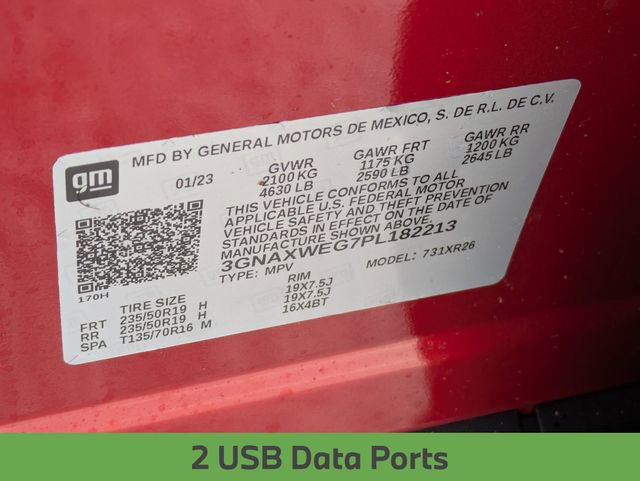 gm
MFD BY GENERAL MOTORS DE MEXICO, S. DE R.L. DE C.V.
01/23 GVWR GAWR FRT GAWR RR
2100 KG 1175 KG 1200 KG
4630 LB 2590 LB 2645 LB
THIS VEHICLE CONFORMS TO ALL
APPLICABLE U.S. FEDERAL MOTOR
VEHICLE SAFETY AND THEFT PREVENTION
STANDARDS IN EFFECT ON THE DATE OF
MANUFACTURE SHOWN ABOVE.
3GNAXWEG7PL182213
TYPE: MPV MODEL: 731XR26
170H
TIRE SIZE RIM
FRT 235/50R19 H 19X7.5J
RR 235/50R19 H 19X7.5J
SPA T135/70R16 M 16X4BT
2 USB Data Ports